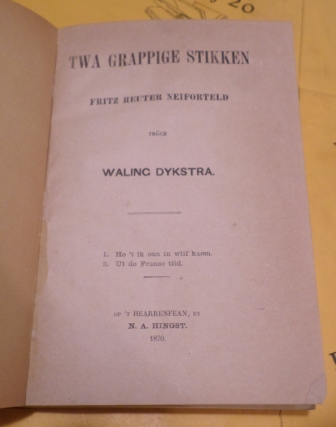 TWA GRAPPIGE STIKKEN
FRITZ REUTER NEIFORTELD
TROCH
WALING DYKSTRA.
1. Ho 't ik oan in wiif kaem.
2. Ut de Franse tiid.
OP 'T HEARRENFEAN, BY
N. A. HINGST.
1870.
20